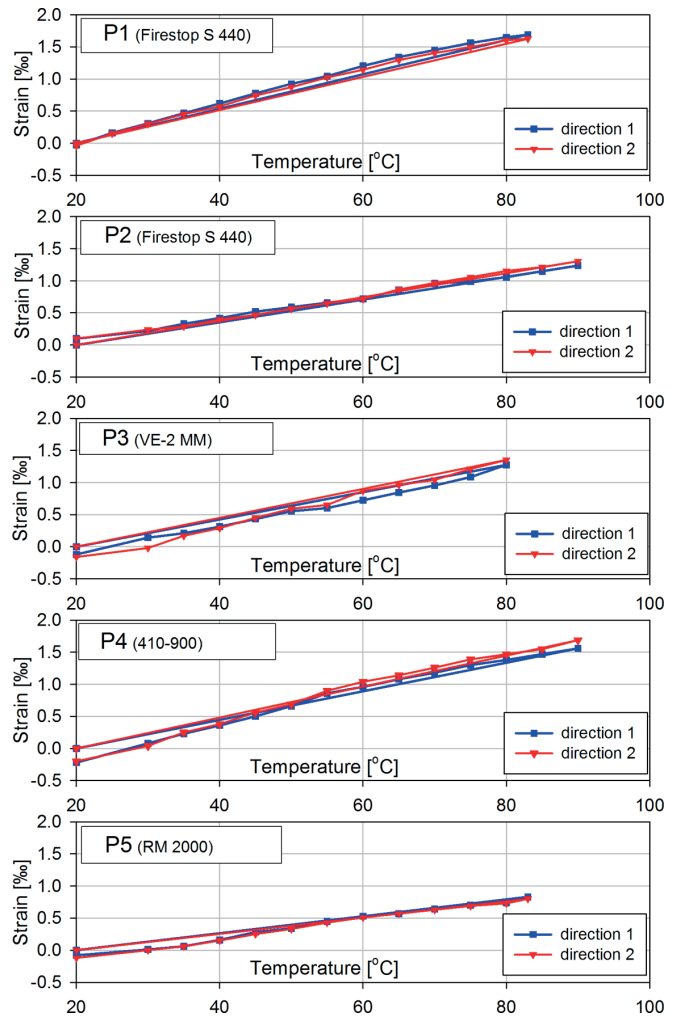 P1 (Firestop S 440)
Strain [‰]
2.0
1.5
1.0
0.5
0.0
-0.5
direction 1
direction 2
Temperature [°C]
20 40 60 80 100
P2 (Firestop S 440)
Strain [‰]
2.0
1.5
1.0
0.5
0.0
-0.5
direction 1
direction 2
Temperature [°C]
20 40 60 80 100
P3 (VE-2 MM)
Strain [‰]
2.0
1.5
1.0
0.5
0.0
-0.5
direction 1
direction 2
Temperature [°C]
20 40 60 80 100
P4 (410-900)
Strain [‰]
2.0
1.5
1.0
0.5
0.0
-0.5
direction 1
direction 2
Temperature [°C]
20 40 60 80 100
P5 (RM 2000)
Strain [‰]
2.0
1.5
1.0
0.5
0.0
-0.5
direction 1
direction 2
Temperature [°C]
20 40 60 80 100